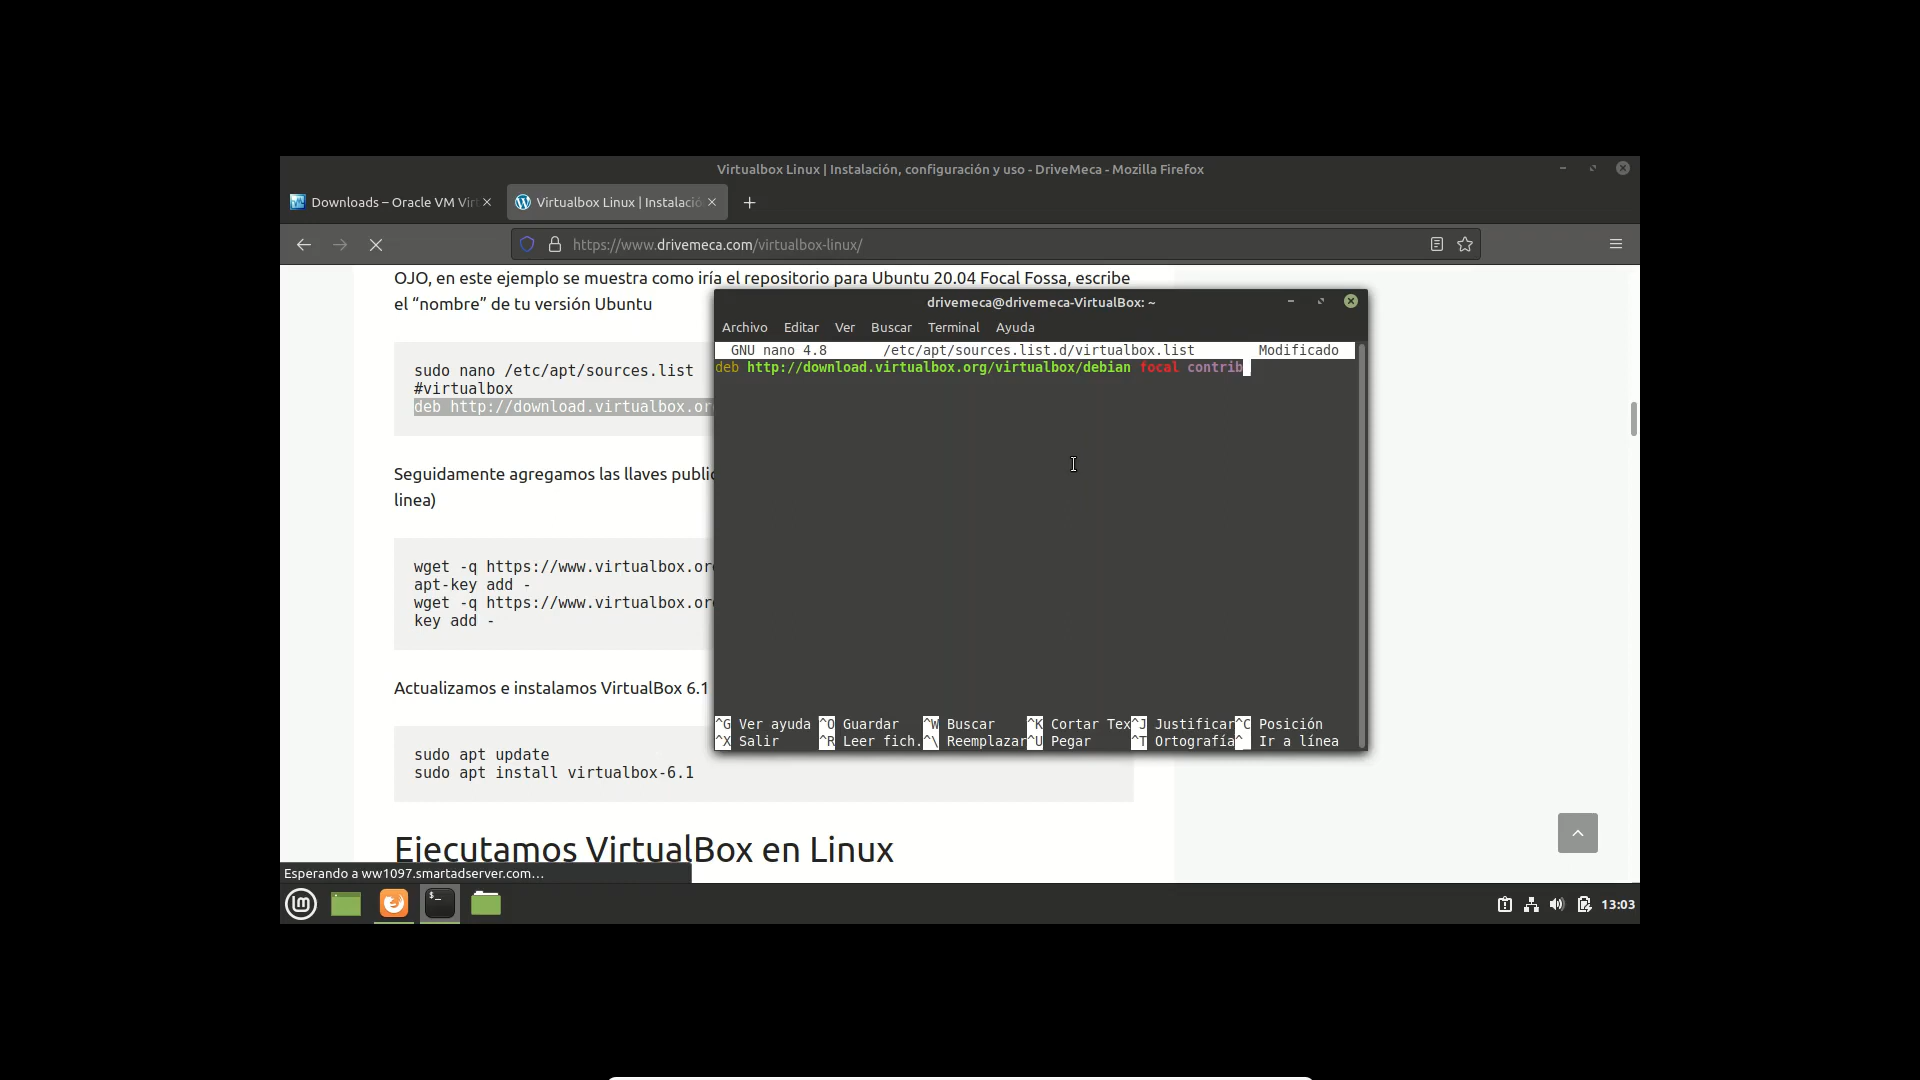 Virtualbox Linux | Instalación, configuración y uso - DriveMeca - Mozilla Firefox
Downloads – Oracle VM Vir
Virtualbox Linux | Instalació
https://www.drivemeca.com/virtualbox-linux/
OJO, en este ejemplo se muestra como iría el repositorio para Ubuntu 20.04 Focal Fossa, escribe
el “nombre” de tu versión Ubuntu
sudo nano /etc/apt/sources.list
#virtualbox
deb http://download.virtualbox.or
Seguidamente agregamos las llaves public
linea)
wget -q https://www.virtualbox.or
apt-key add -
wget -q https://www.virtualbox.or
key add -
Actualizamos e instalamos VirtualBox 6.1
sudo apt update
sudo apt install virtualbox-6.1
Ejecutamos VirtualBox en Linux
drivemeca@drivemeca-VirtualBox: ~
Archivo Editar Ver Buscar Terminal Ayuda
GNU nano 4.8 /etc/apt/sources.list.d/virtualbox.list Modificado
deb http://download.virtualbox.org/virtualbox/debian focal contrib
^G Ver ayuda ^O Guardar ^W Buscar ^K Cortar Tex ^J Justificar ^C Posición
^X Salir ^R Leer fich. ^\ Reemplazar ^U Pegar ^T Ortografía ^_ Ir a línea
Esperando a ww1097.smartadserver.com…
13:03